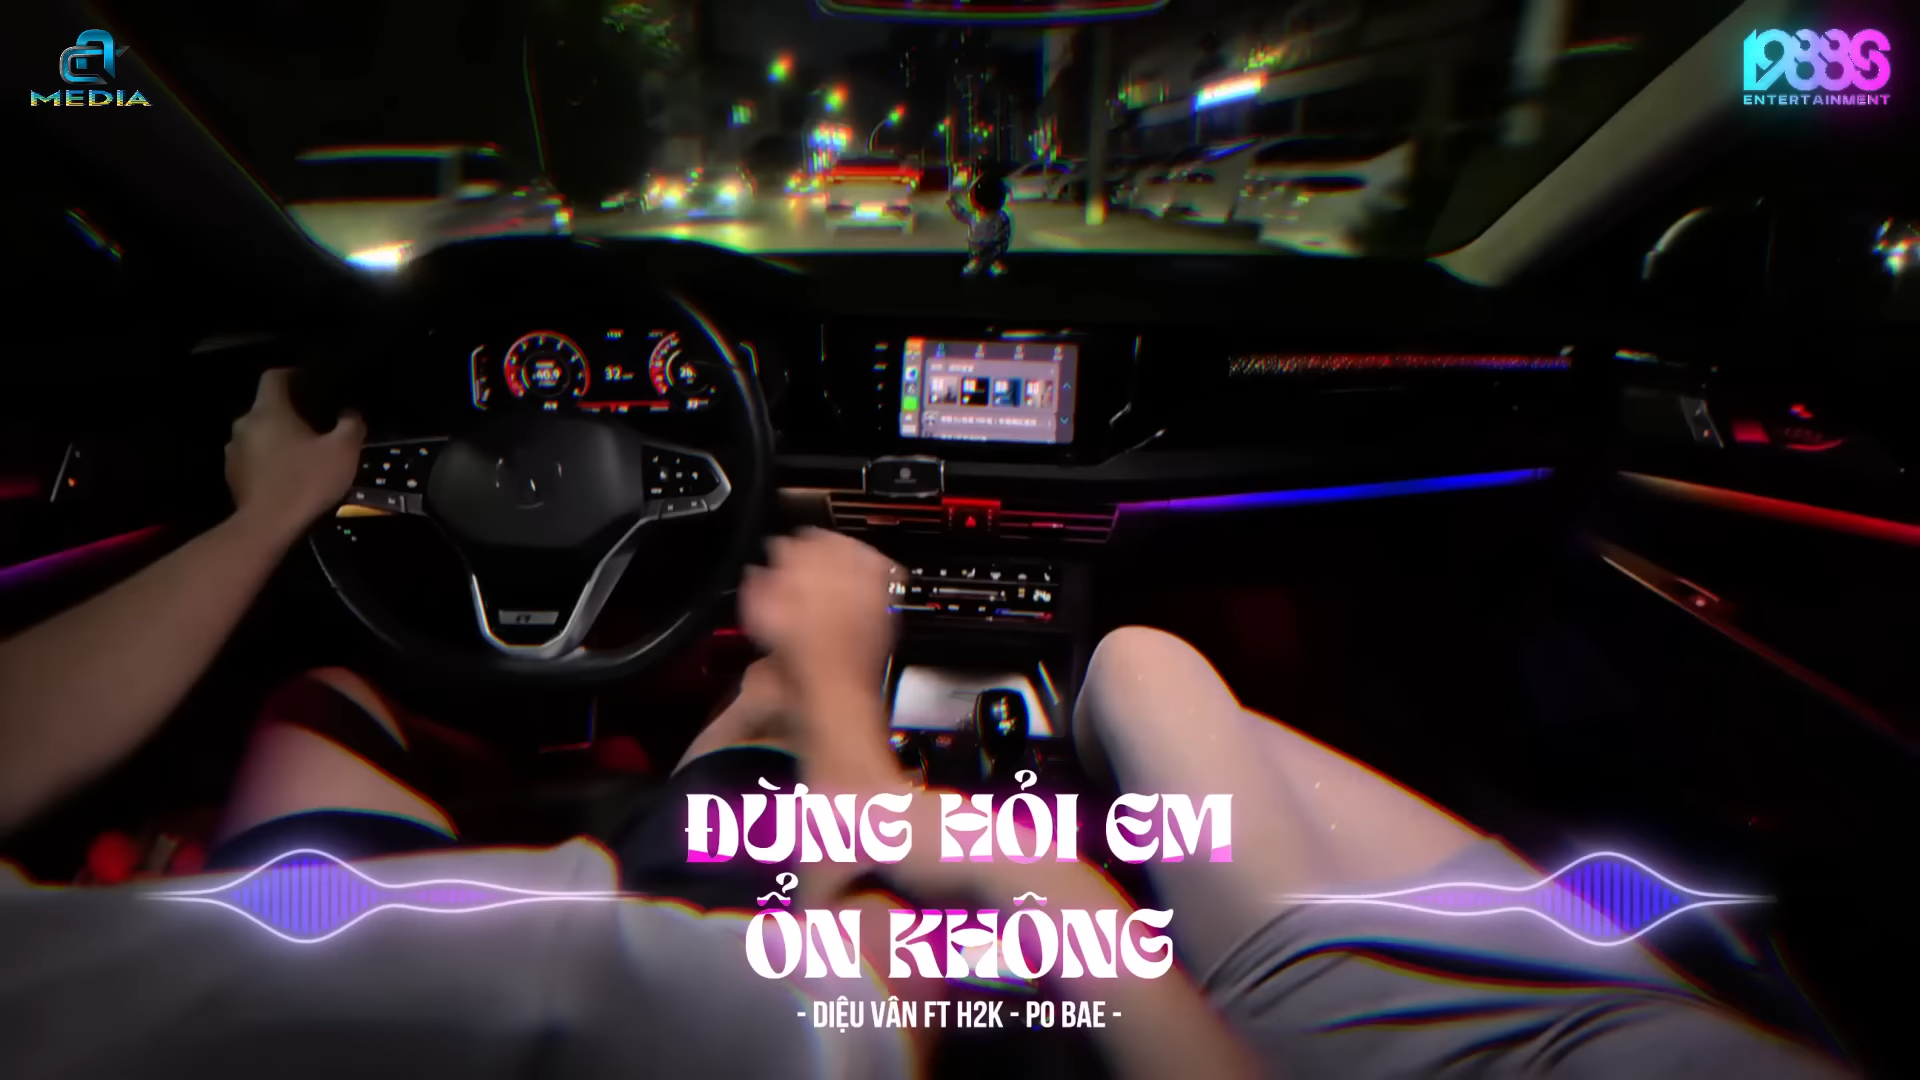 MEDIA
1988S
ENTERTAINMENT
ĐỪNG HỎI EM
ỔN KHÔNG
- DIỆU VÂN FT H2K - PO BAE -